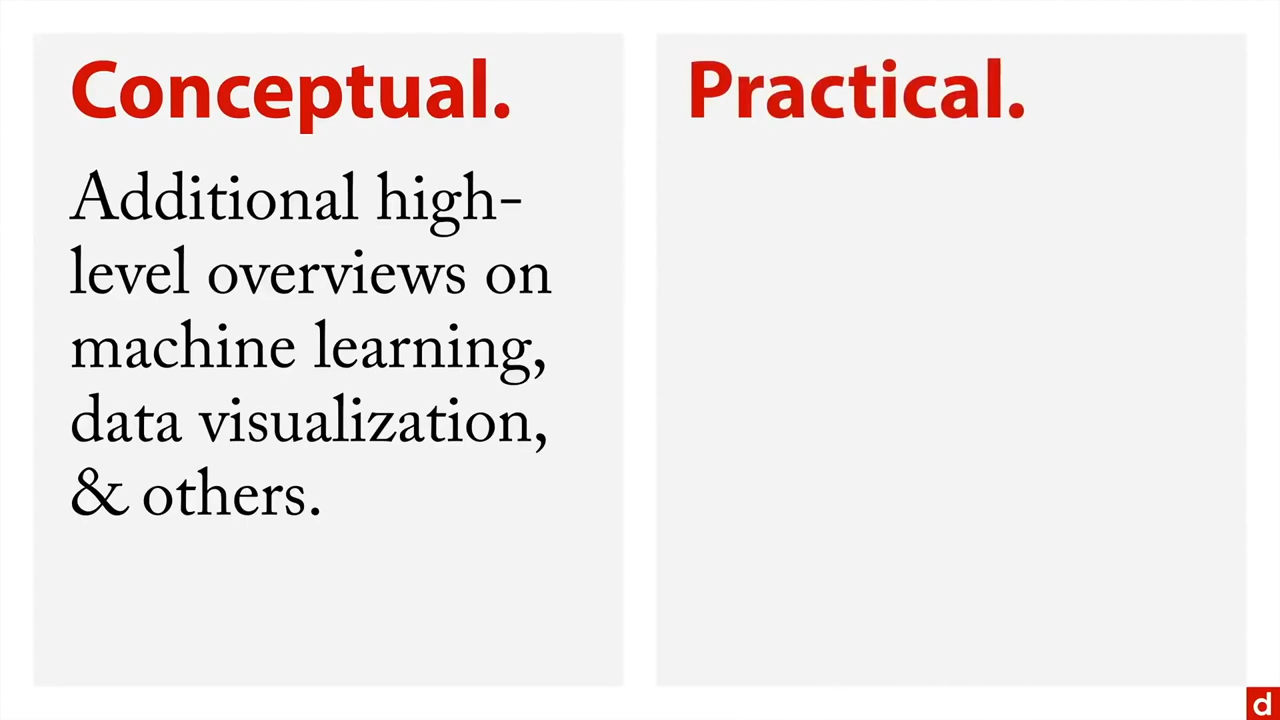 Conceptual.
Additional high-
level overviews on
machine learning,
data visualization,
& others.
Practical.
d